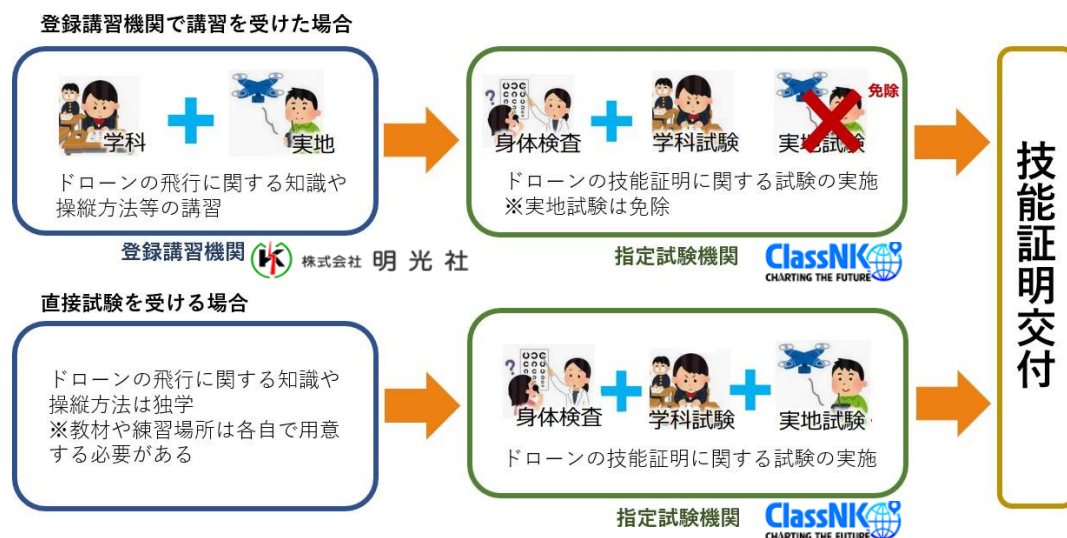 登録講習機関で講習を受けた場合
学科
実地
ドローンの飛行に関する知識や
操縦方法等の講習
登録講習機関
株式会社 明光社
?
身体検査
学科試験
実地試験
免除
ドローンの技能証明に関する試験の実施
※実地試験は免除
指定試験機関
ClassNK
CHARTING THE FUTURE
直接試験を受ける場合
ドローンの飛行に関する知識や
操縦方法は独学
※教材や練習場所は各自で用意
する必要がある
?
身体検査
学科試験
実地試験
ドローンの技能証明に関する試験の実施
指定試験機関
ClassNK
CHARTING THE FUTURE
技能証明交付